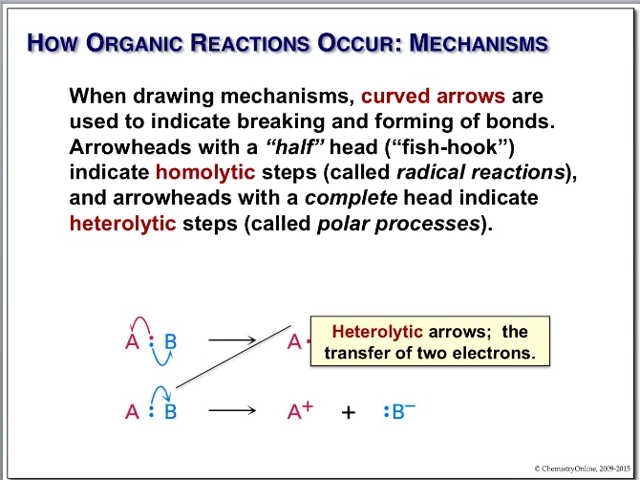 HOW ORGANIC REACTIONS OCCUR: MECHANISMS
When drawing mechanisms, curved arrows are
used to indicate breaking and forming of bonds.
Arrowheads with a “half” head (“fish-hook”)
indicate homolytic steps (called radical reactions),
and arrowheads with a complete head indicate
heterolytic steps (called polar processes).
A : B → A•
Heterolytic arrows; the
transfer of two electrons.
A : B → A+ + :B−
© ChemistryOnline, 2009-2015